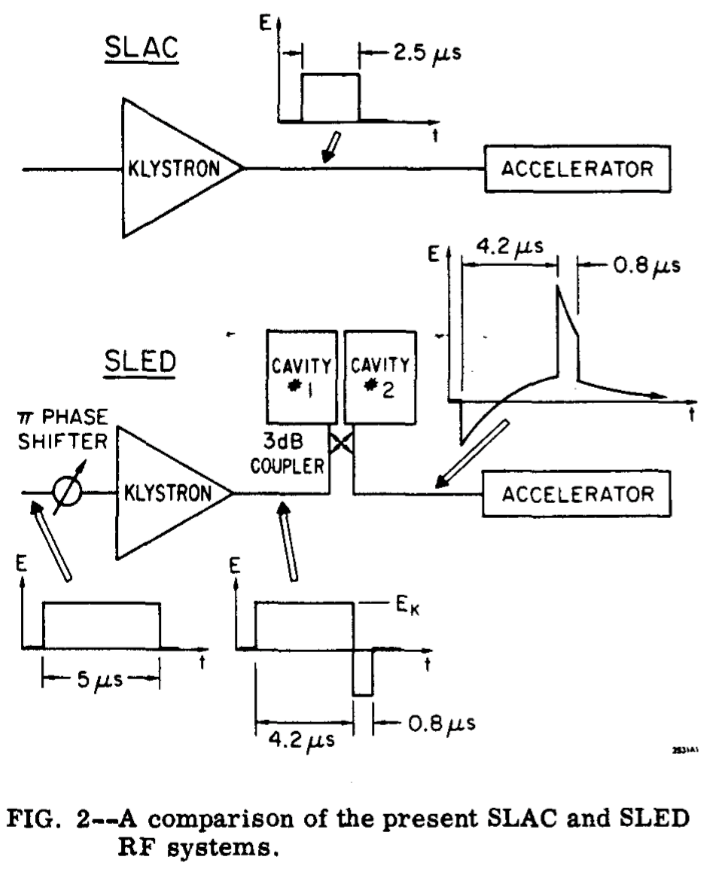 SLAC
E
2.5 μs
t
KLYSTRON
ACCELERATOR
E
4.2 μs
0.8 μs
t
SLED
CAVITY
#1
CAVITY
#2
π PHASE
SHIFTER
3dB
COUPLER
KLYSTRON
ACCELERATOR
E
t
5 μs
E
E_K
t
4.2 μs
0.8 μs
2531A1
FIG. 2--A comparison of the present SLAC and SLED
RF systems.